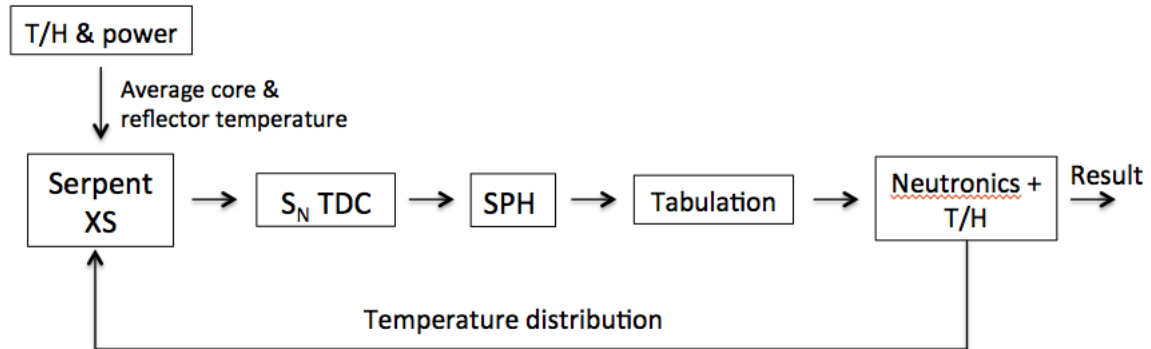 T/H & power
Average core &
reflector temperature
Serpent
XS
SN TDC
SPH
Tabulation
Neutronics +
T/H
Result
Temperature distribution